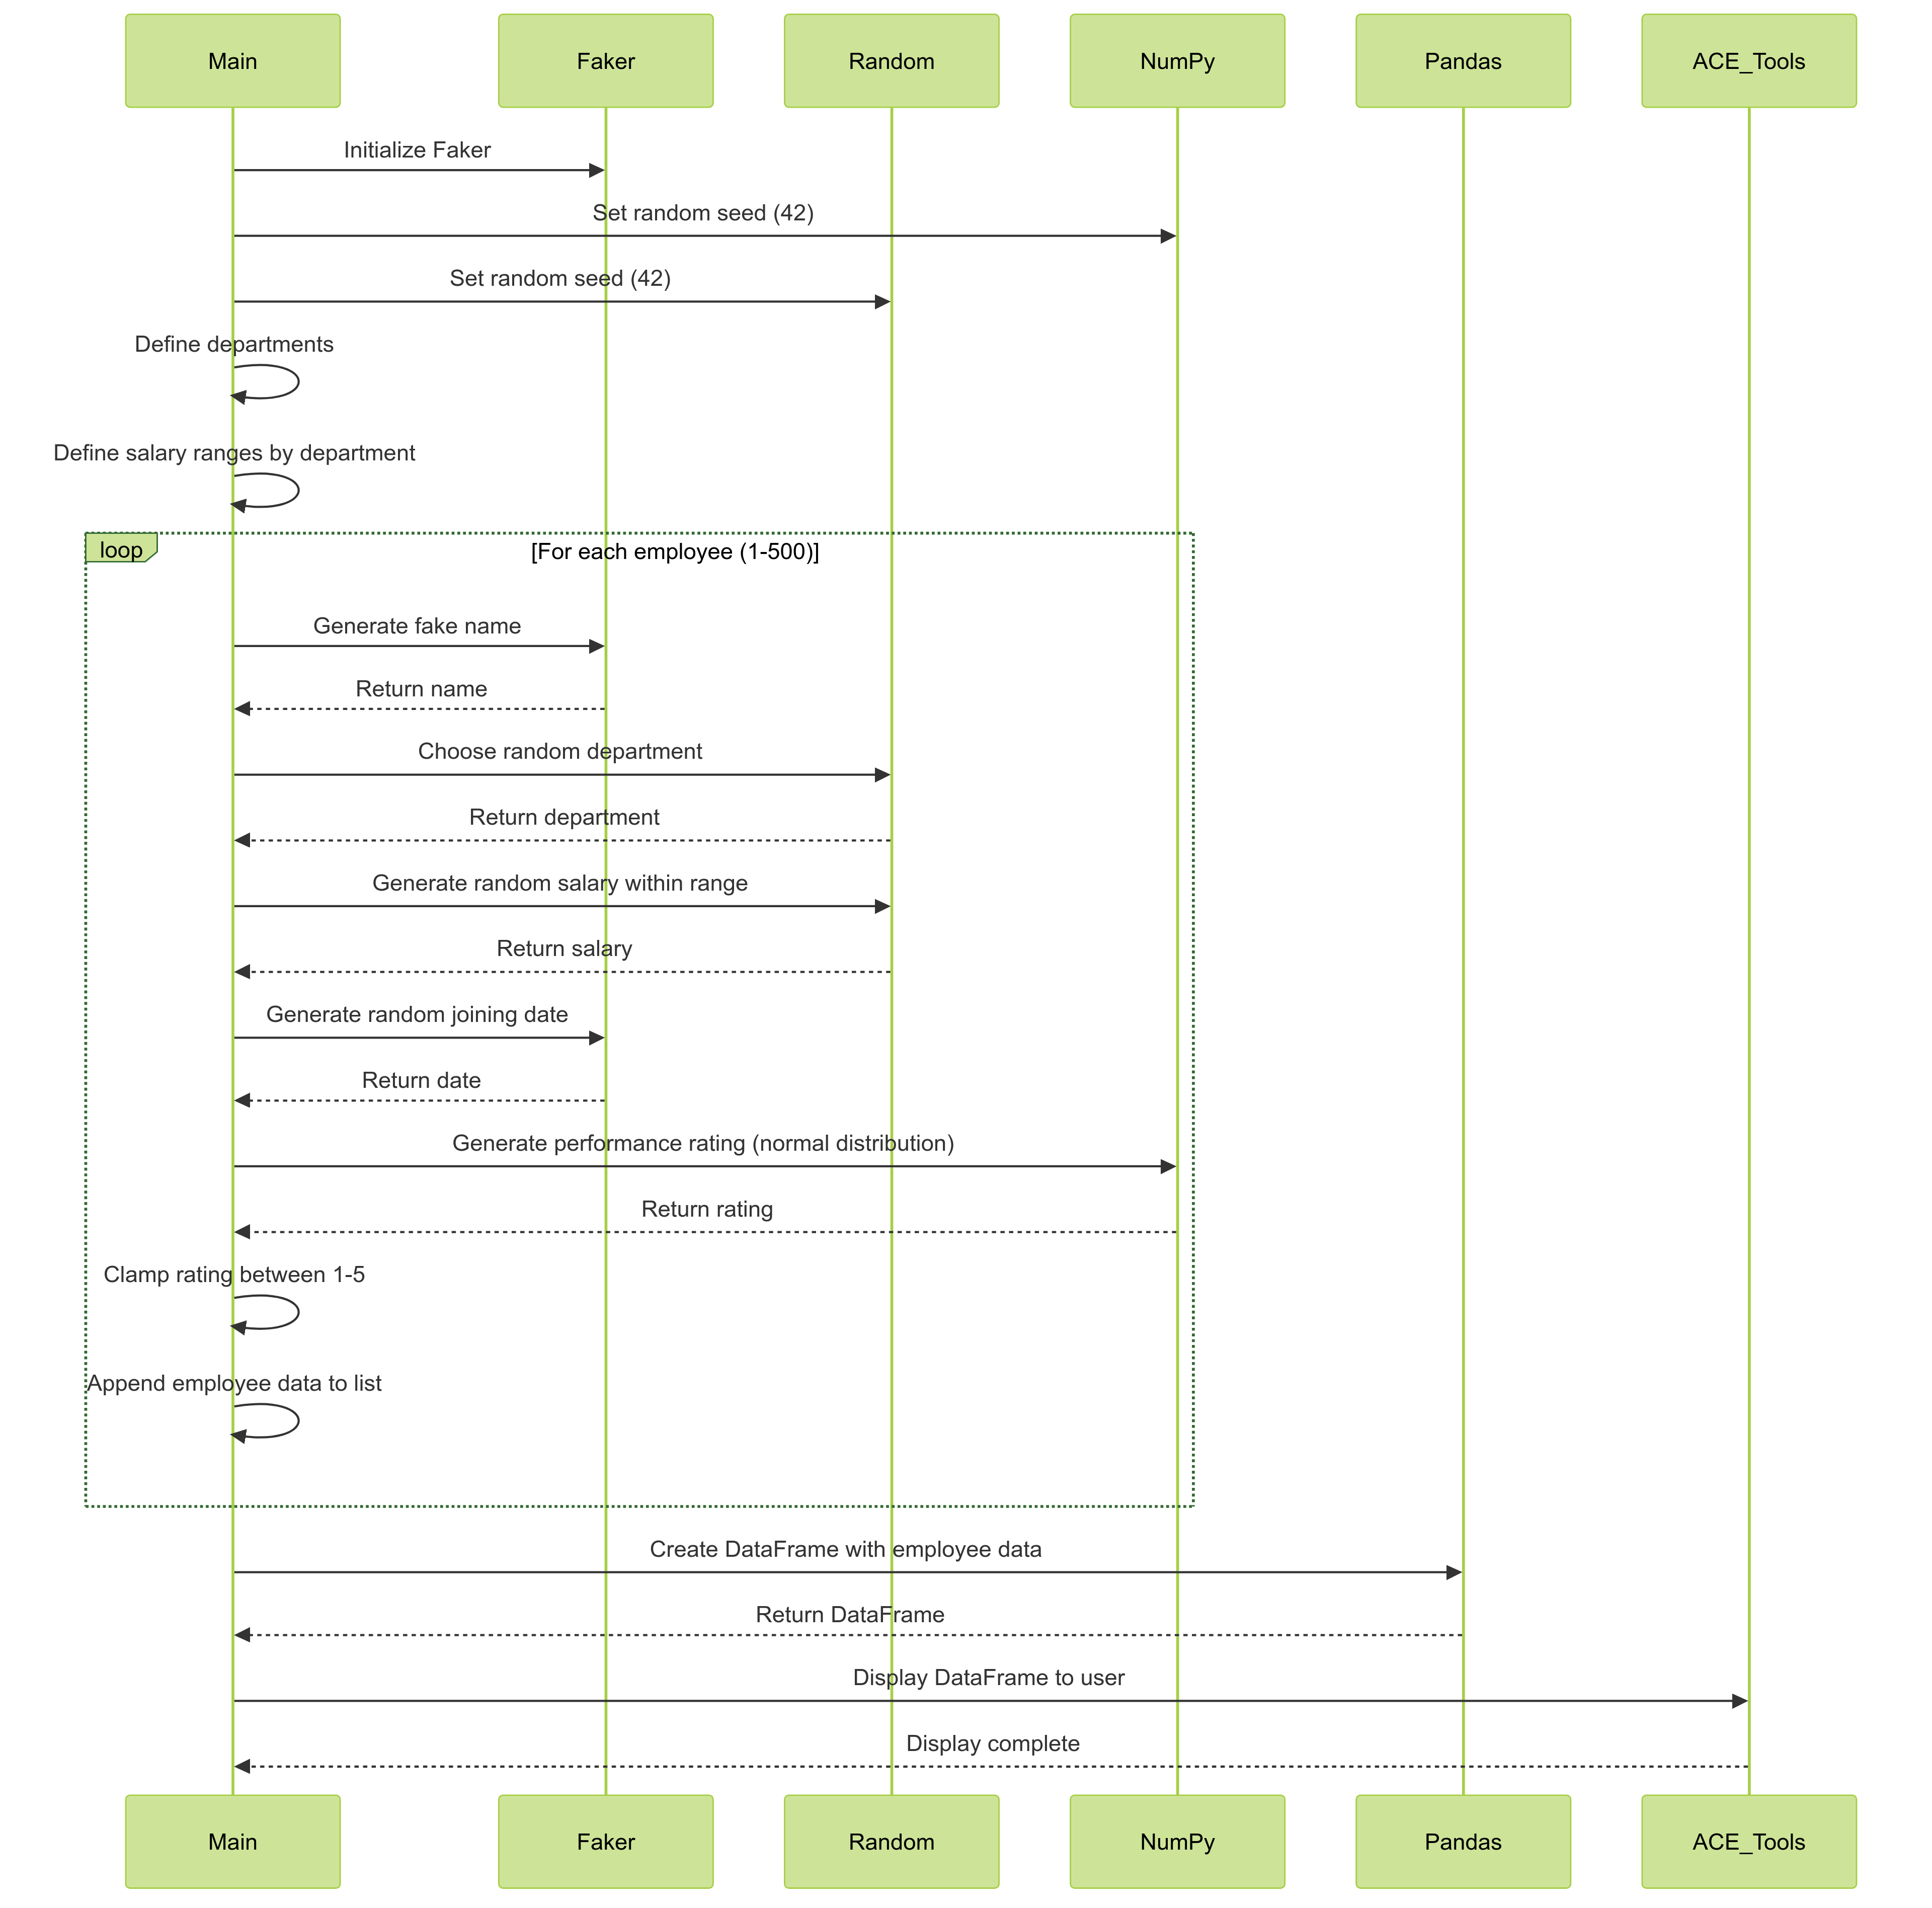 Main
Faker
Random
NumPy
Pandas
ACE_Tools
Initialize Faker
Set random seed (42)
Set random seed (42)
Define departments
Define salary ranges by department
loop
[For each employee (1-500)]
Generate fake name
Return name
Choose random department
Return department
Generate random salary within range
Return salary
Generate random joining date
Return date
Generate performance rating (normal distribution)
Return rating
Clamp rating between 1-5
Append employee data to list
Create DataFrame with employee data
Return DataFrame
Display DataFrame to user
Display complete
Main
Faker
Random
NumPy
Pandas
ACE_Tools